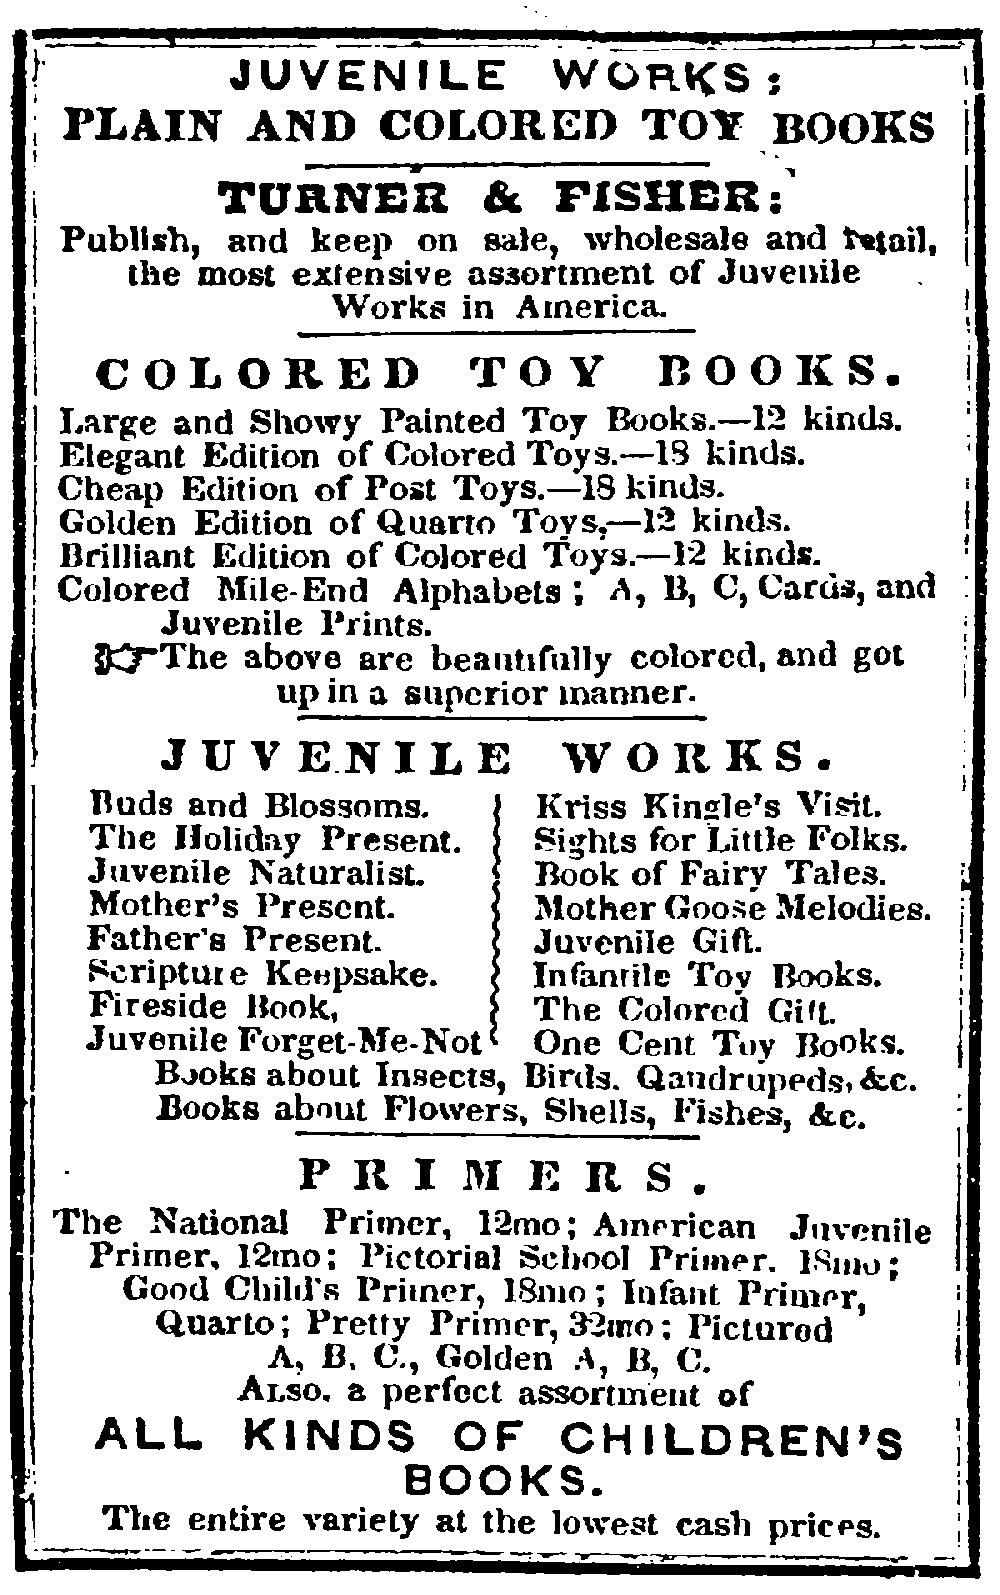 JUVENILE WORKS;
PLAIN AND COLORED TOY BOOKS
TURNER & FISHER:
Publish, and keep on sale, wholesale and retail,
the most extensive assortment of Juvenile
Works in America.
COLORED TOY BOOKS.
Large and Showy Painted Toy Books.—12 kinds.
Elegant Edition of Colored Toys.—18 kinds.
Cheap Edition of Post Toys.—18 kinds.
Golden Edition of Quarto Toys.—12 kinds.
Brilliant Edition of Colored Toys.—12 kinds.
Colored Mile-End Alphabets; A, B, C, Cards, and
Juvenile Prints.
☞The above are beautifully colored, and got
up in a superior manner.
JUVENILE WORKS.
Buds and Blossoms.
The Holiday Present.
Juvenile Naturalist.
Mother's Present.
Father's Present.
Scripture Keepsake.
Fireside Book,
Juvenile Forget-Me-Not
Kriss Kingle's Visit.
Sights for Little Folks.
Book of Fairy Tales.
Mother Goose Melodies.
Juvenile Gift.
Infantile Toy Books.
The Colored Gift.
One Cent Toy Books.
Books about Insects, Birds. Qandrupeds, &c.
Books about Flowers, Shells, Fishes, &c.
PRIMERS.
The National Primer, 12mo; American Juvenile
Primer, 12mo; Pictorial School Primer. 18mo;
Good Child's Primer, 18mo; Infant Primer,
Quarto; Pretty Primer, 32mo; Pictured
A, B, C., Golden A, B, C.
ALSO, a perfect assortment of
ALL KINDS OF CHILDREN'S
BOOKS.
The entire variety at the lowest cash prices.